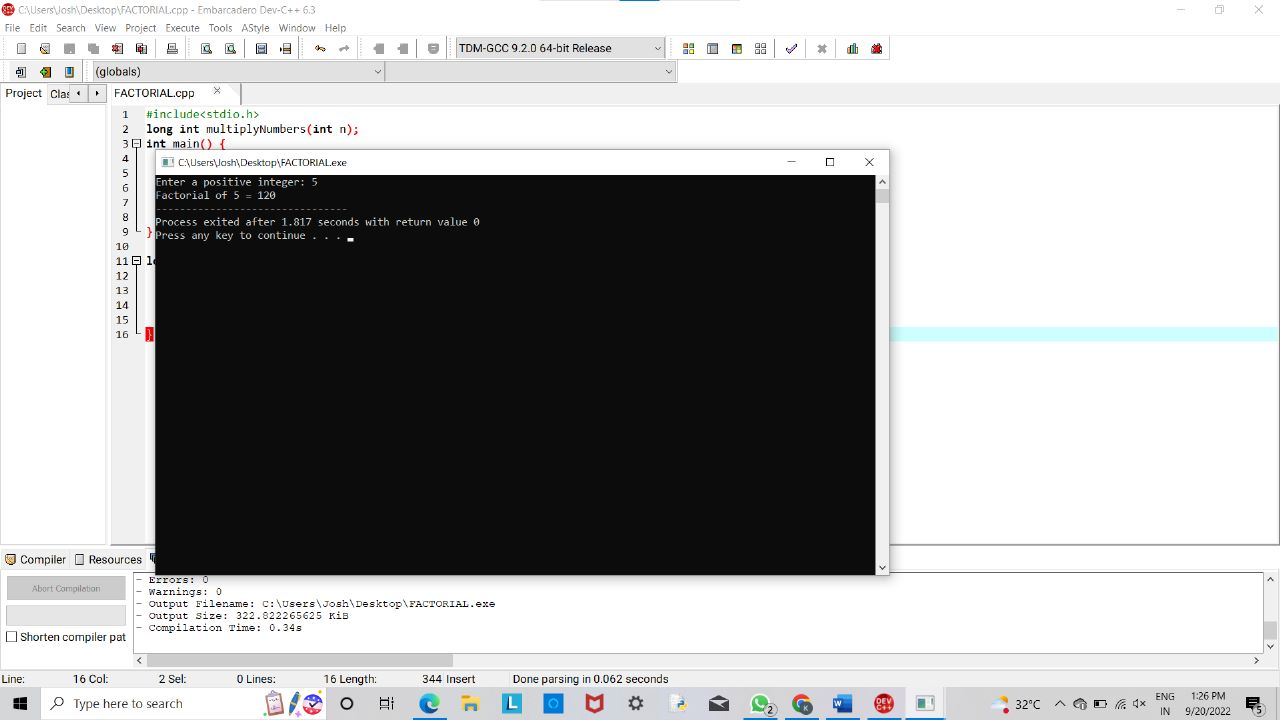 C:\Users\Josh\Desktop\FACTORIAL.cpp - Embarcadero Dev-C++ 6.3
File Edit Search View Project Execute Tools AStyle Window Help
TDM-GCC 9.2.0 64-bit Release
(globals)
Project Clas FACTORIAL.cpp
1 #include<stdio.h>
2 long int multiplyNumbers(int n);
3 int main() {
4
5
6
7
8
9 }
10
11 lo
12
13
14
15
16 }
C:\Users\Josh\Desktop\FACTORIAL.exe
Enter a positive integer: 5
Factorial of 5 = 120
--------------------------------
Process exited after 1.817 seconds with return value 0
Press any key to continue . . .
Compiler Resources
Abort Compilation
Shorten compiler pat
- Errors: 0
- Warnings: 0
- Output Filename: C:\Users\Josh\Desktop\FACTORIAL.exe
- Output Size: 322.822265625 KiB
- Compilation Time: 0.34s
Line: 16 Col: 2 Sel: 0 Lines: 16 Length: 344 Insert Done parsing in 0.062 seconds
Type here to search
L
2
K
W
DEV C++
32°C
ENG
IN
1:26 PM
9/20/2022
5